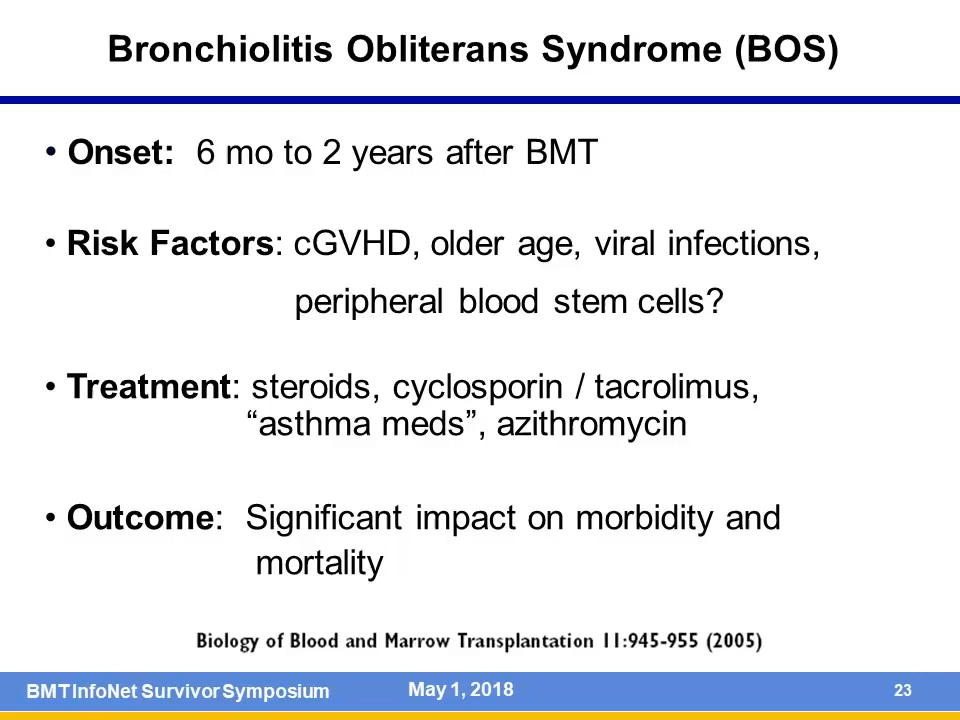 Bronchiolitis Obliterans Syndrome (BOS)
• Onset: 6 mo to 2 years after BMT
• Risk Factors: cGVHD, older age, viral infections,
peripheral blood stem cells?
• Treatment: steroids, cyclosporin / tacrolimus,
“asthma meds”, azithromycin
• Outcome: Significant impact on morbidity and
mortality
Biology of Blood and Marrow Transplantation 11:945-955 (2005)
BMT InfoNet Survivor Symposium May 1, 2018 23